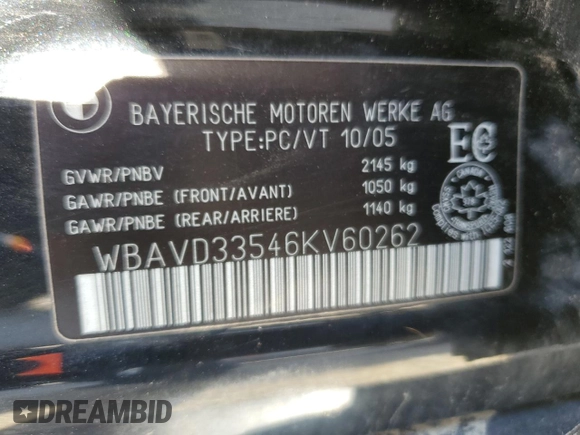 BAYERISCHE MOTOREN WERKE AG
TYPE:PC/VT 10/05
GVWR/PNBV 2145 kg
GAWR/PNBE (FRONT/AVANT) 1050 kg
GAWR/PNBE (REAR/ARRIERE) 1140 kg
EC
WBAVD33546KV60262
DREAMBID